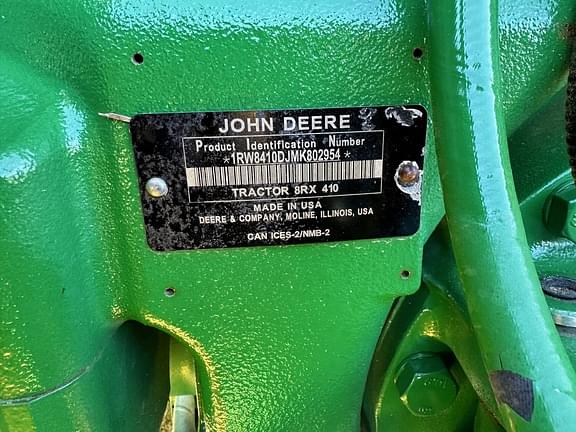 JOHN DEERE
Product Identification Number
*1RW8410DJMK802954*
TRACTOR 8RX 410
MADE IN USA
DEERE & COMPANY, MOLINE, ILLINOIS, USA
CAN ICES-2/NMB-2